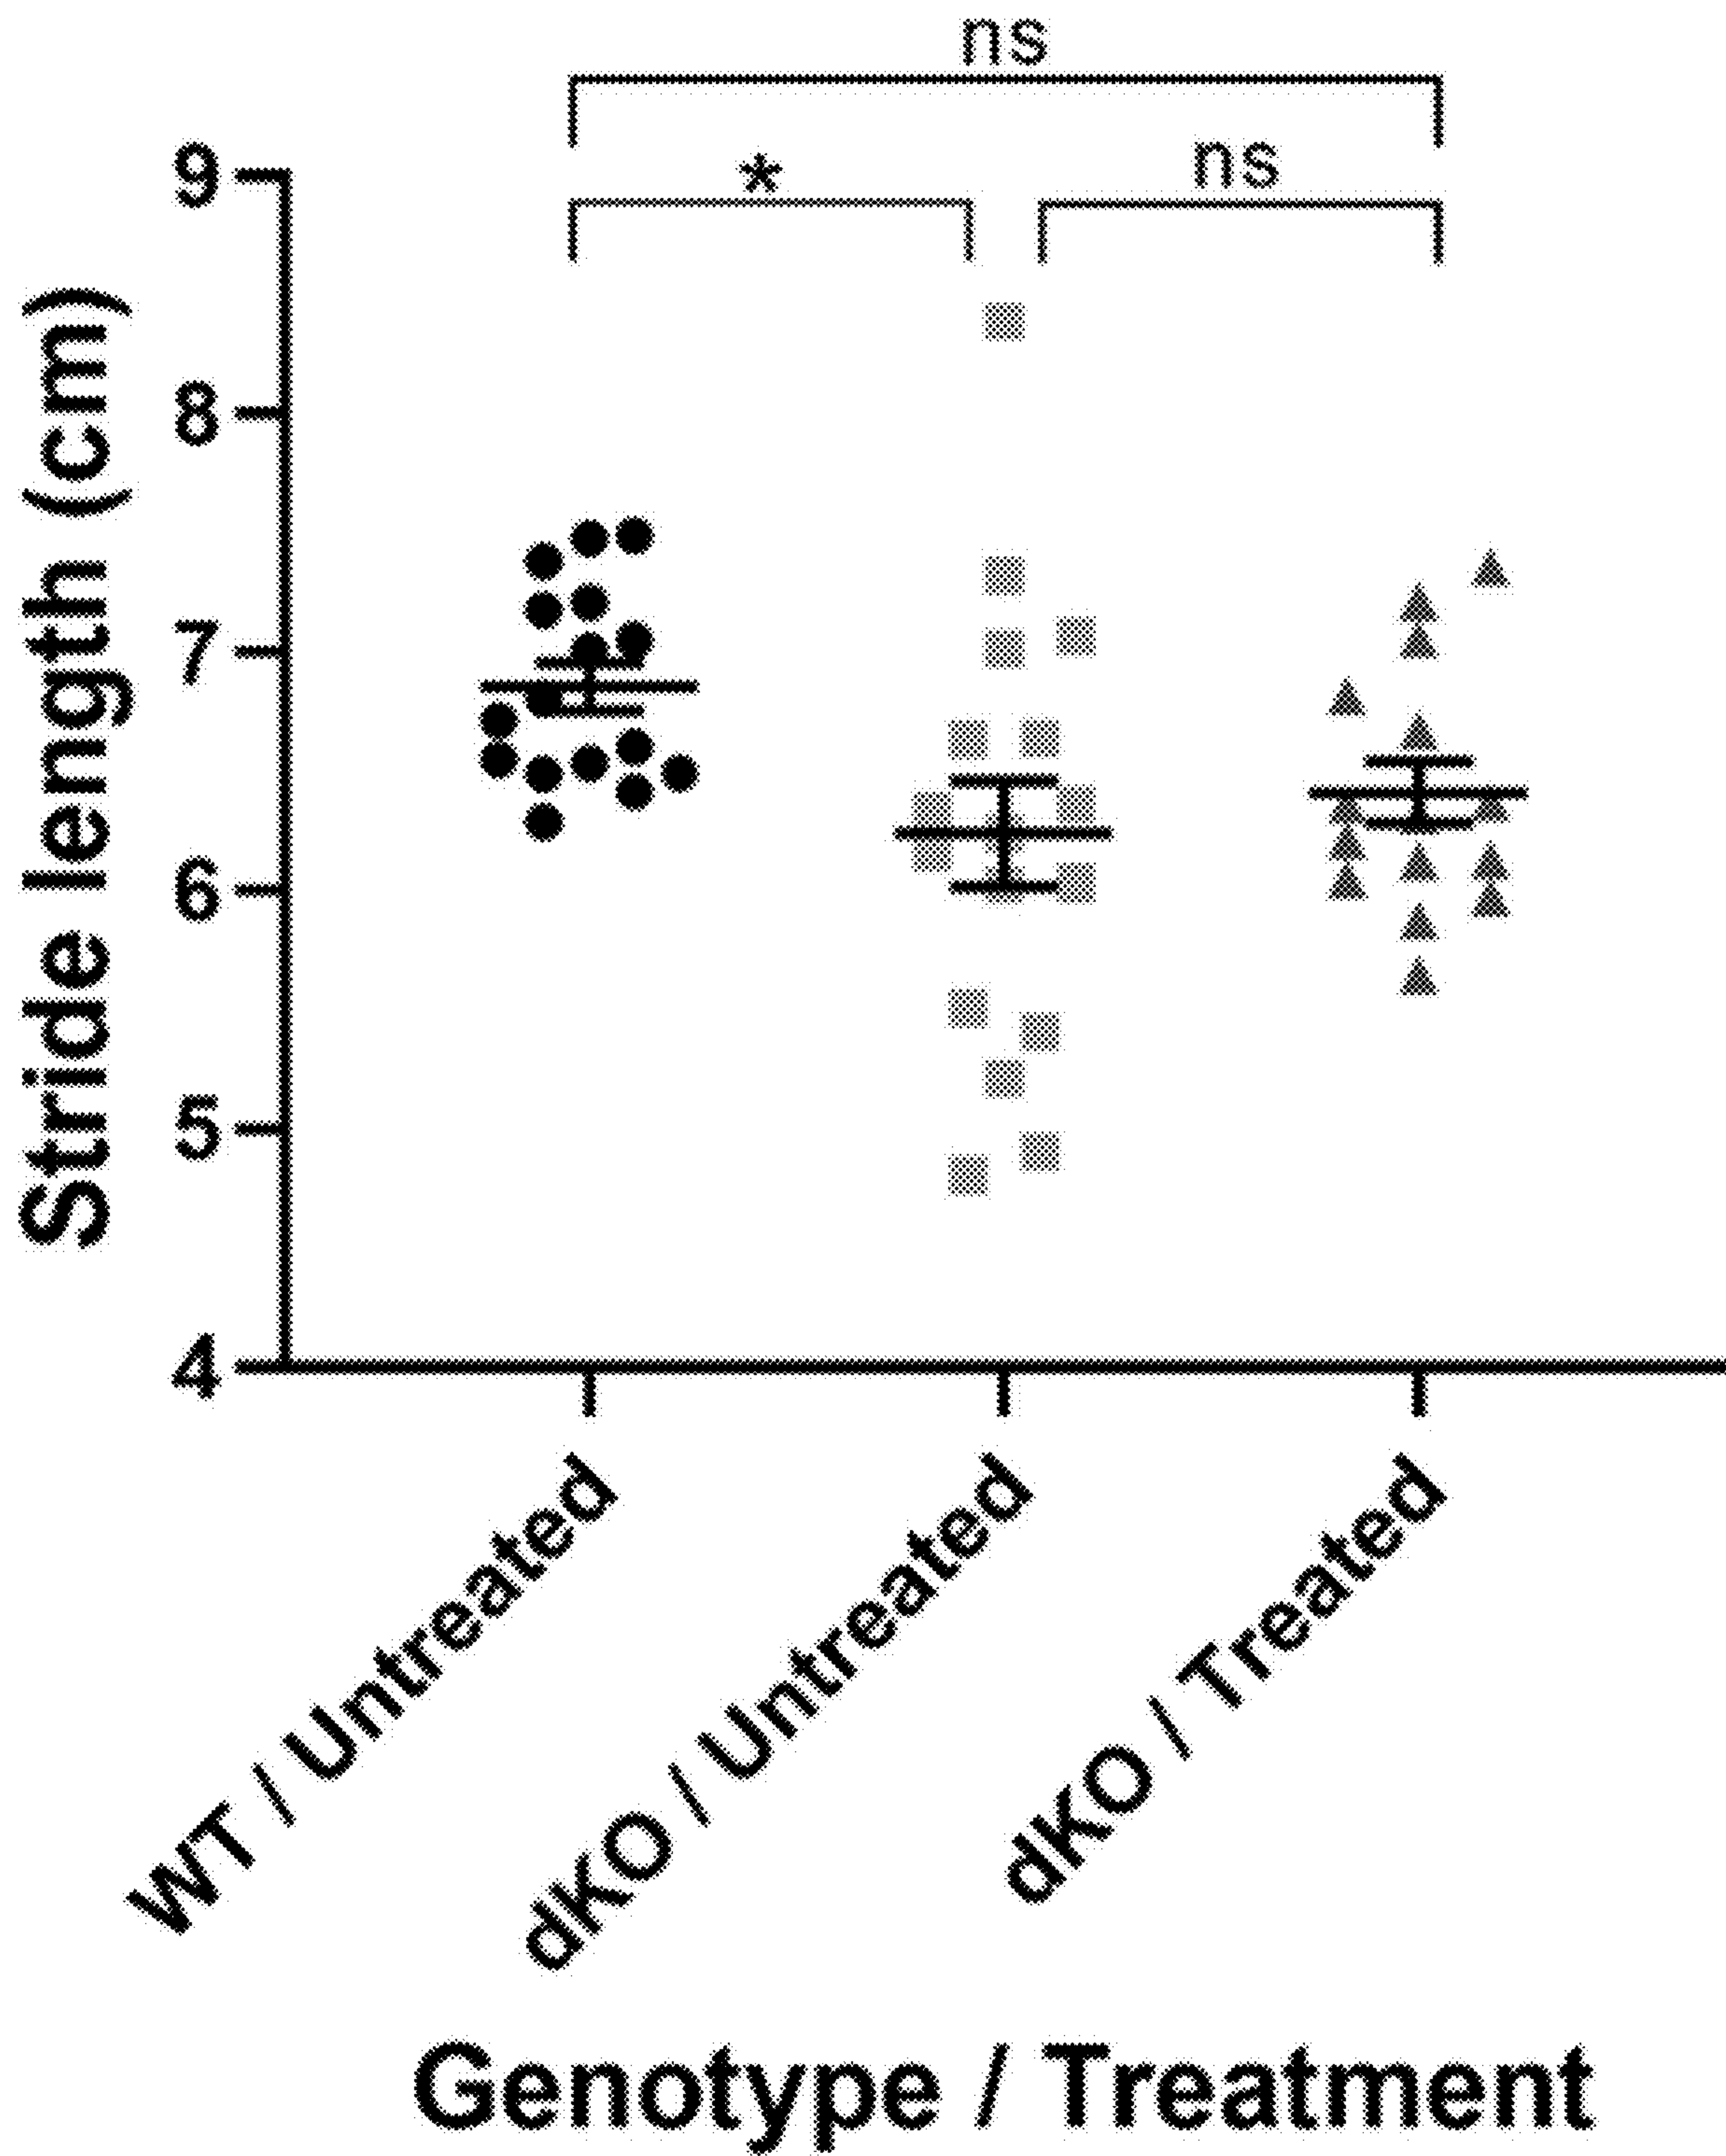 ns
* ns
9
8
7
6
5
4
Stride length (cm)
WT / Untreated
dKO / Untreated
dKO / Treated
Genotype / Treatment